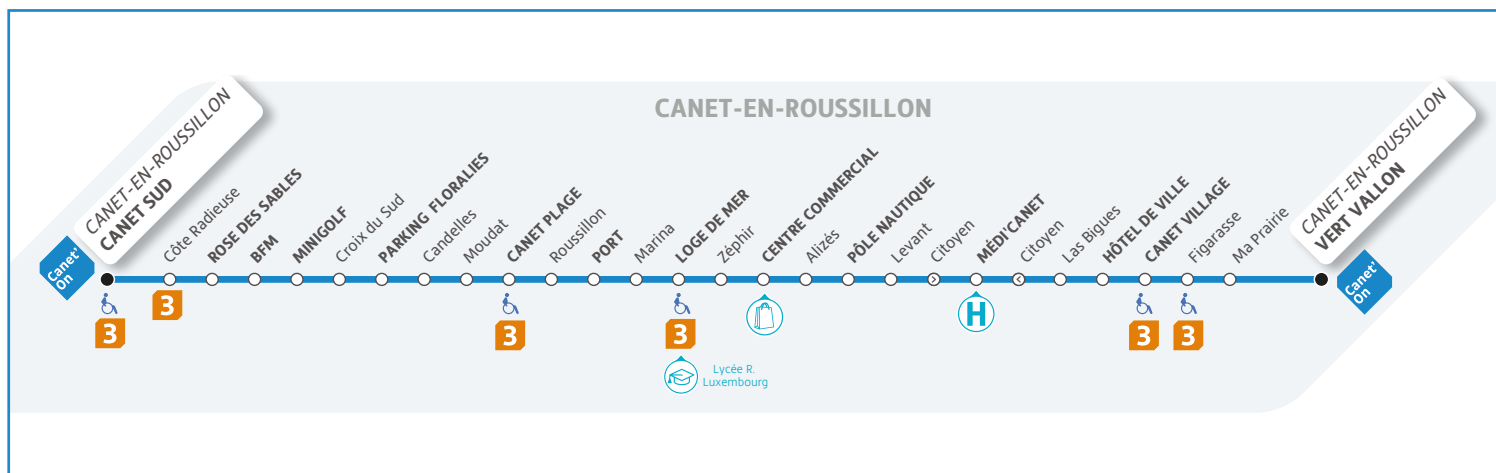 CANET-EN-ROUSSILLON
Canet'
On
CANET-EN-ROUSSILLON
CANET SUD
Côte Radieuse
ROSE DES SABLES
BFM
MINIGOLF
Croix du Sud
PARKING FLORALIES
Candelles
Moudat
CANET PLAGE
Roussillon
PORT
Marina
LOGE DE MER
Zéphir
CENTRE COMMERCIAL
Alizés
PÔLE NAUTIQUE
Levant
Citoyen
MÉDI'CANET
Citoyen
Las Bigues
HÔTEL DE VILLE
CANET VILLAGE
Figarasse
Ma Prairie
CANET-EN-ROUSSILLON
VERT VALLON
Canet'
On
3
3
3
3
H
3
3
Lycée R.
Luxembourg